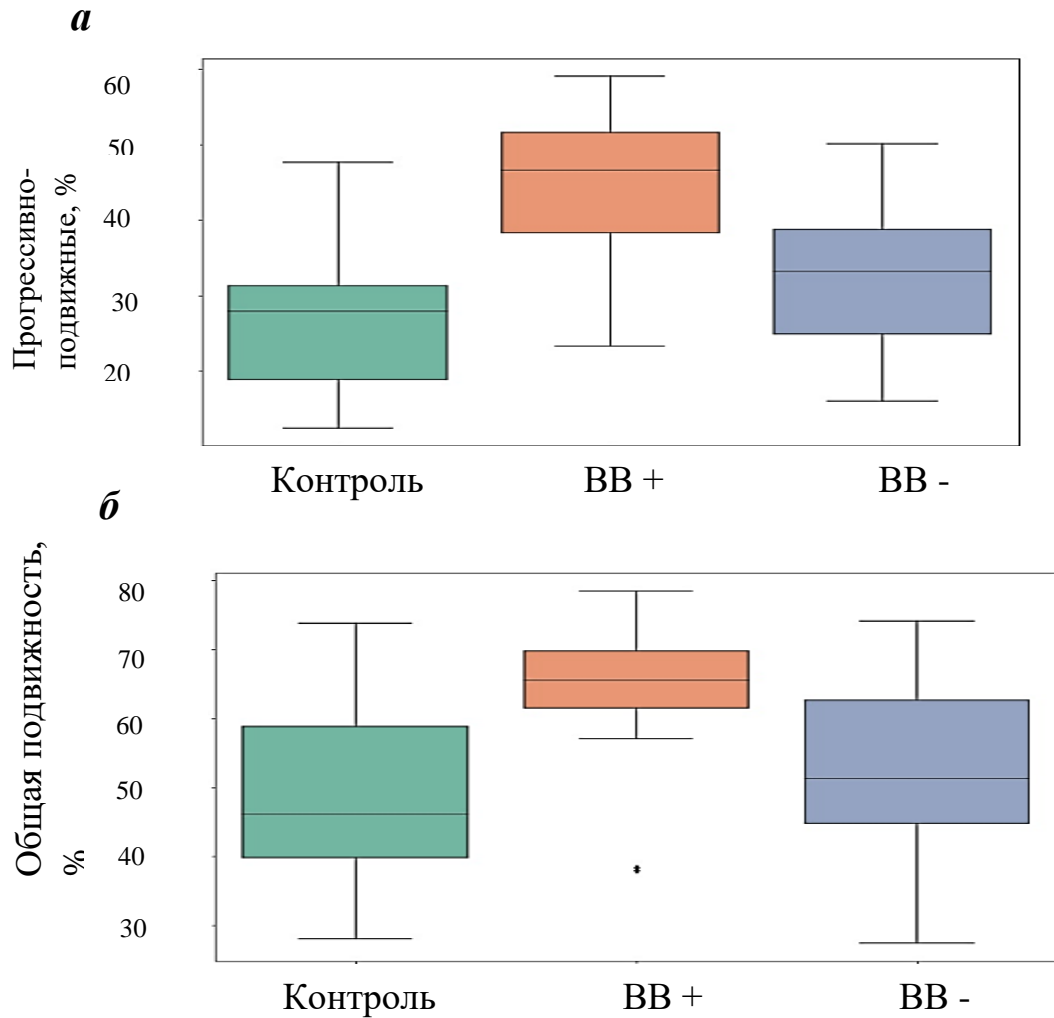 а
60
50
40
30
20
Прогрессивно-
подвижные, %
Контроль ВВ + ВВ -
б
80
70
60
50
40
30
Общая подвижность,
%
Контроль ВВ + ВВ -